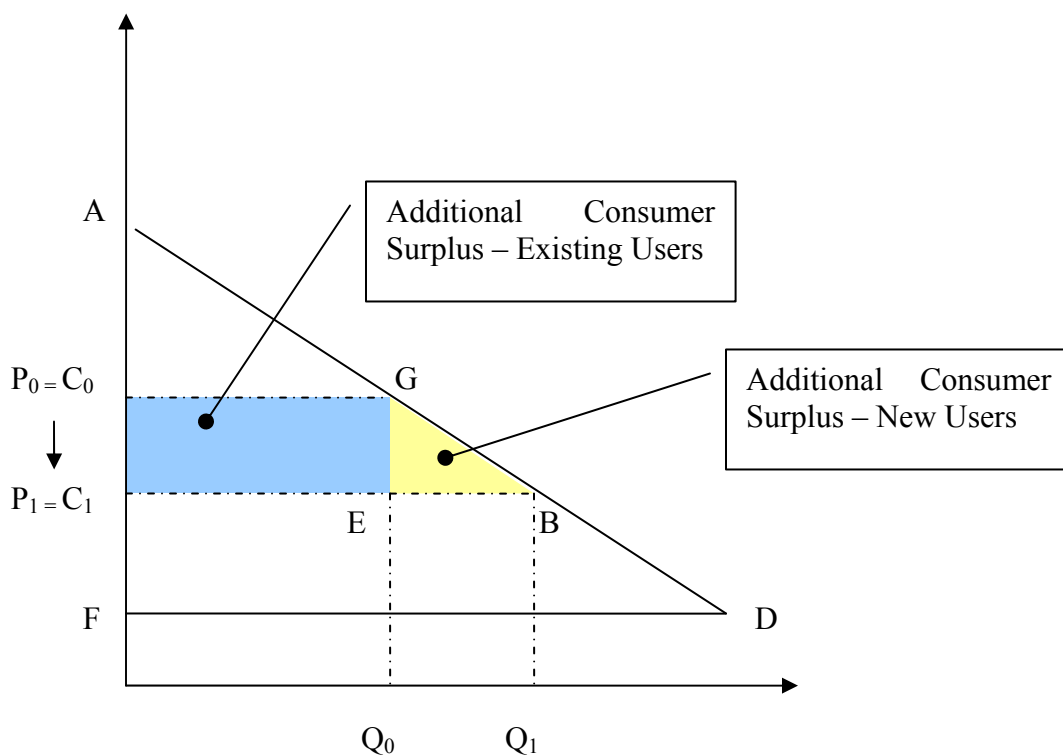 A
Additional Consumer
Surplus – Existing Users
P₀ = C₀
G
Additional Consumer
Surplus – New Users
P₁ = C₁
E
B
F
D
Q₀
Q₁